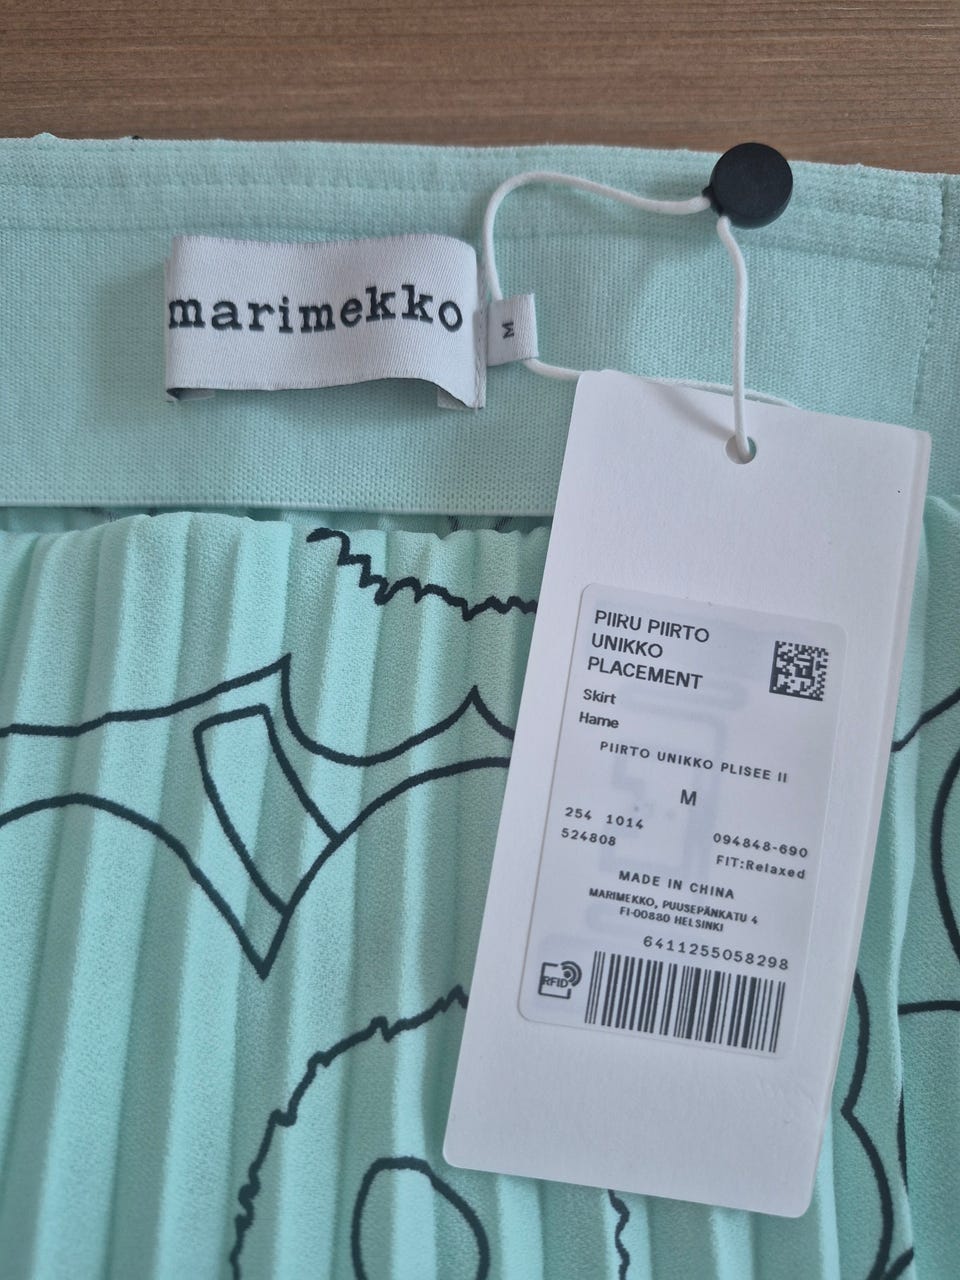 marimekko
M
PIIRU PIIRTO
UNIKKO
PLACEMENT
Skirt
Hame
PIIRTO UNIKKO PLISEE II
M
254 1014
524808
094848-690
FIT:Relaxed
MADE IN CHINA
MARIMEKKO, PUUSEPÄNKATU 4
FI-00880 HELSINKI
6411255058298
RFID